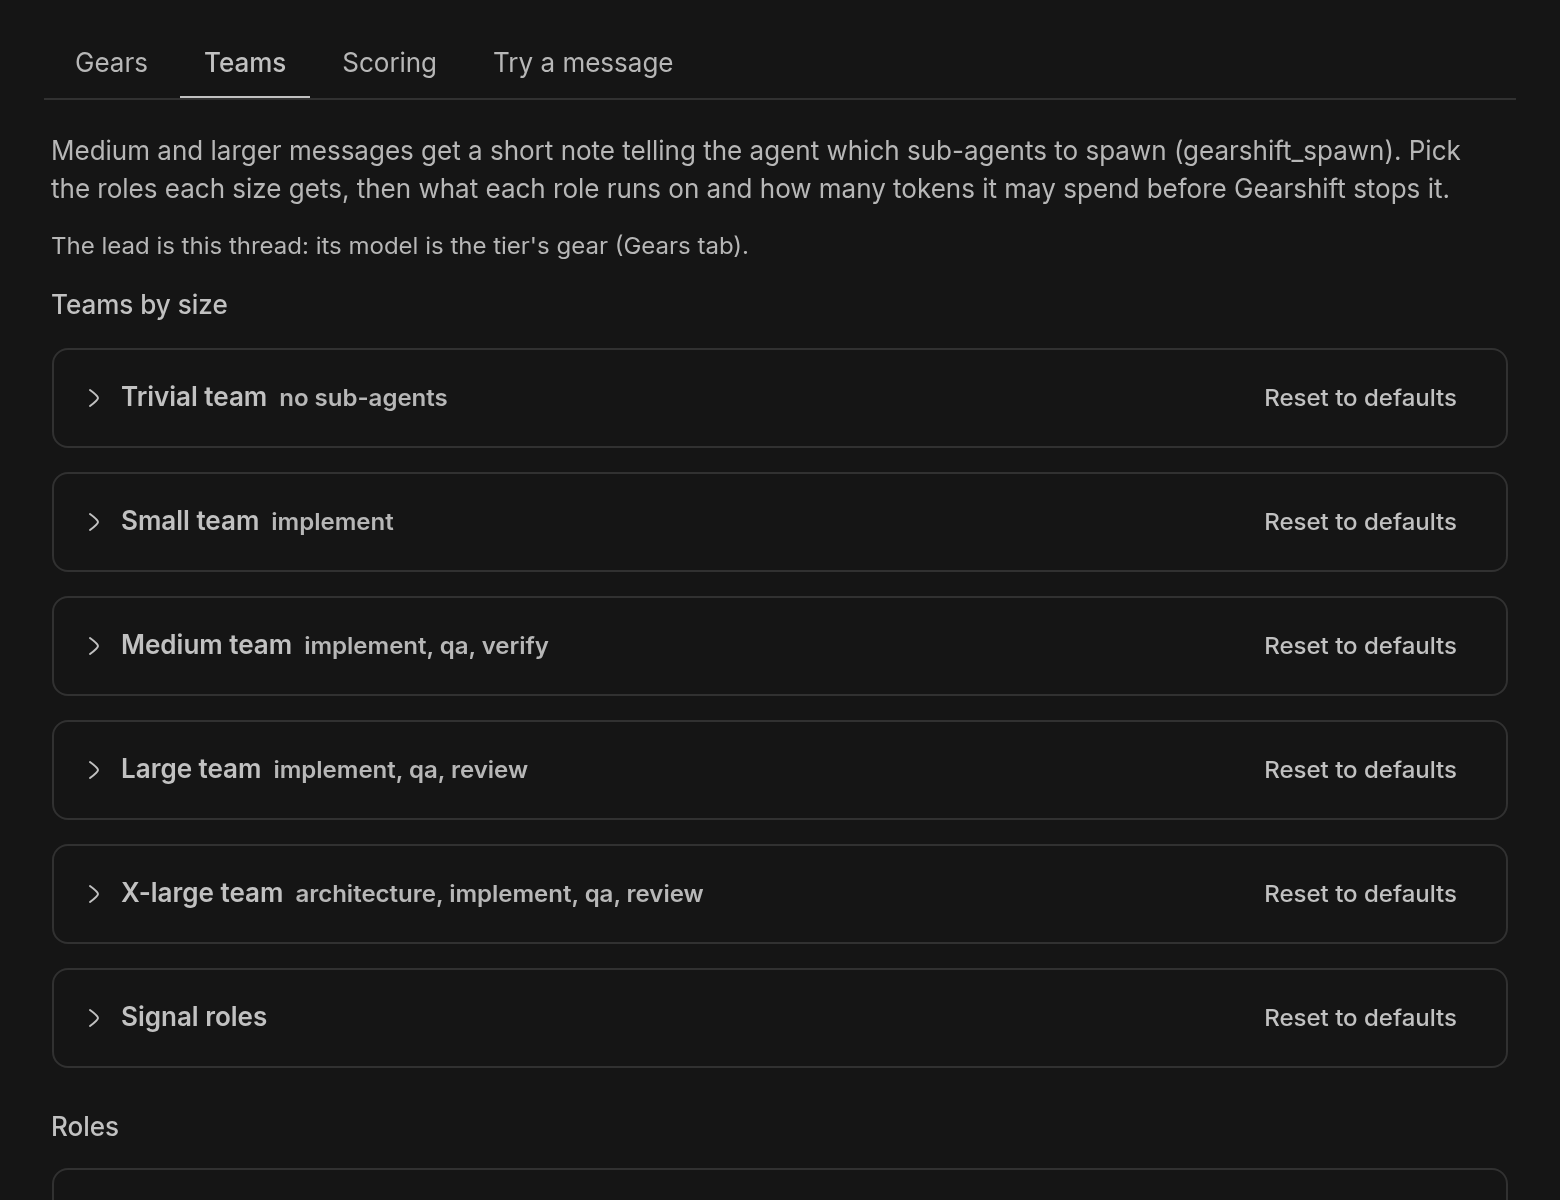 Gears Teams Scoring Try a message
Medium and larger messages get a short note telling the agent which sub-agents to spawn (gearshift_spawn). Pick
the roles each size gets, then what each role runs on and how many tokens it may spend before Gearshift stops it.
The lead is this thread: its model is the tier's gear (Gears tab).
Teams by size
Trivial team no sub-agents Reset to defaults
Small team implement Reset to defaults
Medium team implement, qa, verify Reset to defaults
Large team implement, qa, review Reset to defaults
X-large team architecture, implement, qa, review Reset to defaults
Signal roles Reset to defaults
Roles